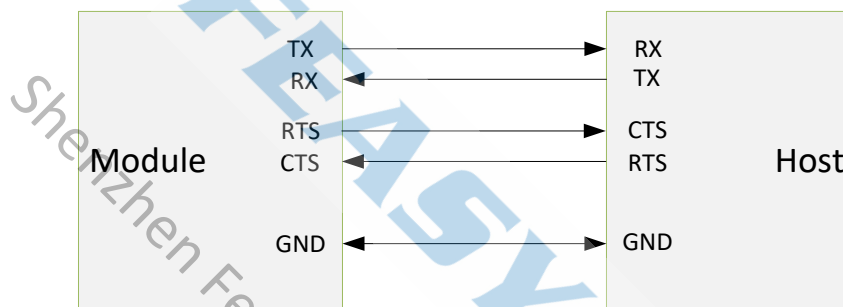 TX RX
RX TX
RTS CTS
Module CTS RTS Host
GND GND
Shenzhen Fe
FEASY